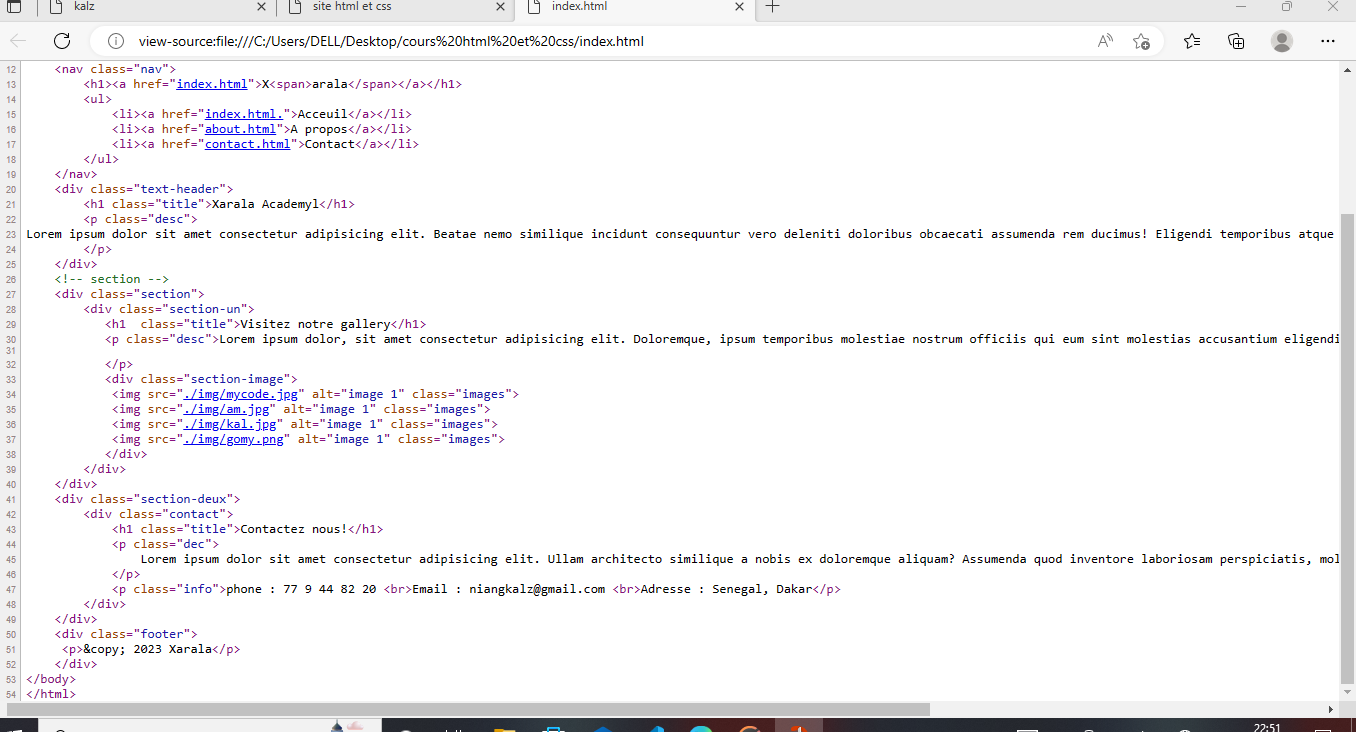 kalz
site html et css
index.html
view-source:file:///C:/Users/DELL/Desktop/cours%20html%20et%20css/index.html
12 <nav class="nav">
13 <h1><a href="index.html">X<span>arala</span></a></h1>
14 <ul>
15 <li><a href="index.html.">Acceuil</a></li>
16 <li><a href="about.html">A propos</a></li>
17 <li><a href="contact.html">Contact</a></li>
18 </ul>
19 </nav>
20 <div class="text-header">
21 <h1 class="title">Xarala Academyl</h1>
22 <p class="desc">
23 Lorem ipsum dolor sit amet consectetur adipisicing elit. Beatae nemo similique incidunt consequuntur vero deleniti doloribus obcaecati assumenda rem ducimus! Eligendi temporibus atque
24 </p>
25 </div>
26 <!-- section -->
27 <div class="section">
28 <div class="section-un">
29 <h1  class="title">Visitez notre gallery</h1>
30 <p class="desc">Lorem ipsum dolor, sit amet consectetur adipisicing elit. Doloremque, ipsum temporibus molestiae nostrum officiis qui eum sint molestias accusantium eligendi
31
32 </p>
33 <div class="section-image">
34 <img src="./img/mycode.jpg" alt="image 1" class="images">
35 <img src="./img/am.jpg" alt="image 1" class="images">
36 <img src="./img/kal.jpg" alt="image 1" class="images">
37 <img src="./img/gomy.png" alt="image 1" class="images">
38 </div>
39 </div>
40 </div>
41 <div class="section-deux">
42 <div class="contact">
43 <h1 class="title">Contactez nous!</h1>
44 <p class="dec">
45 Lorem ipsum dolor sit amet consectetur adipisicing elit. Ullam architecto similique a nobis ex doloremque aliquam? Assumenda quod inventore laboriosam perspiciatis, mol
46 </p>
47 <p class="info">phone : 77 9 44 82 20 <br>Email : niangkalz@gmail.com <br>Adresse : Senegal, Dakar</p>
48 </div>
49 </div>
50 <div class="footer">
51 <p>&copy; 2023 Xarala</p>
52 </div>
53 </body>
54 </html>
22:51